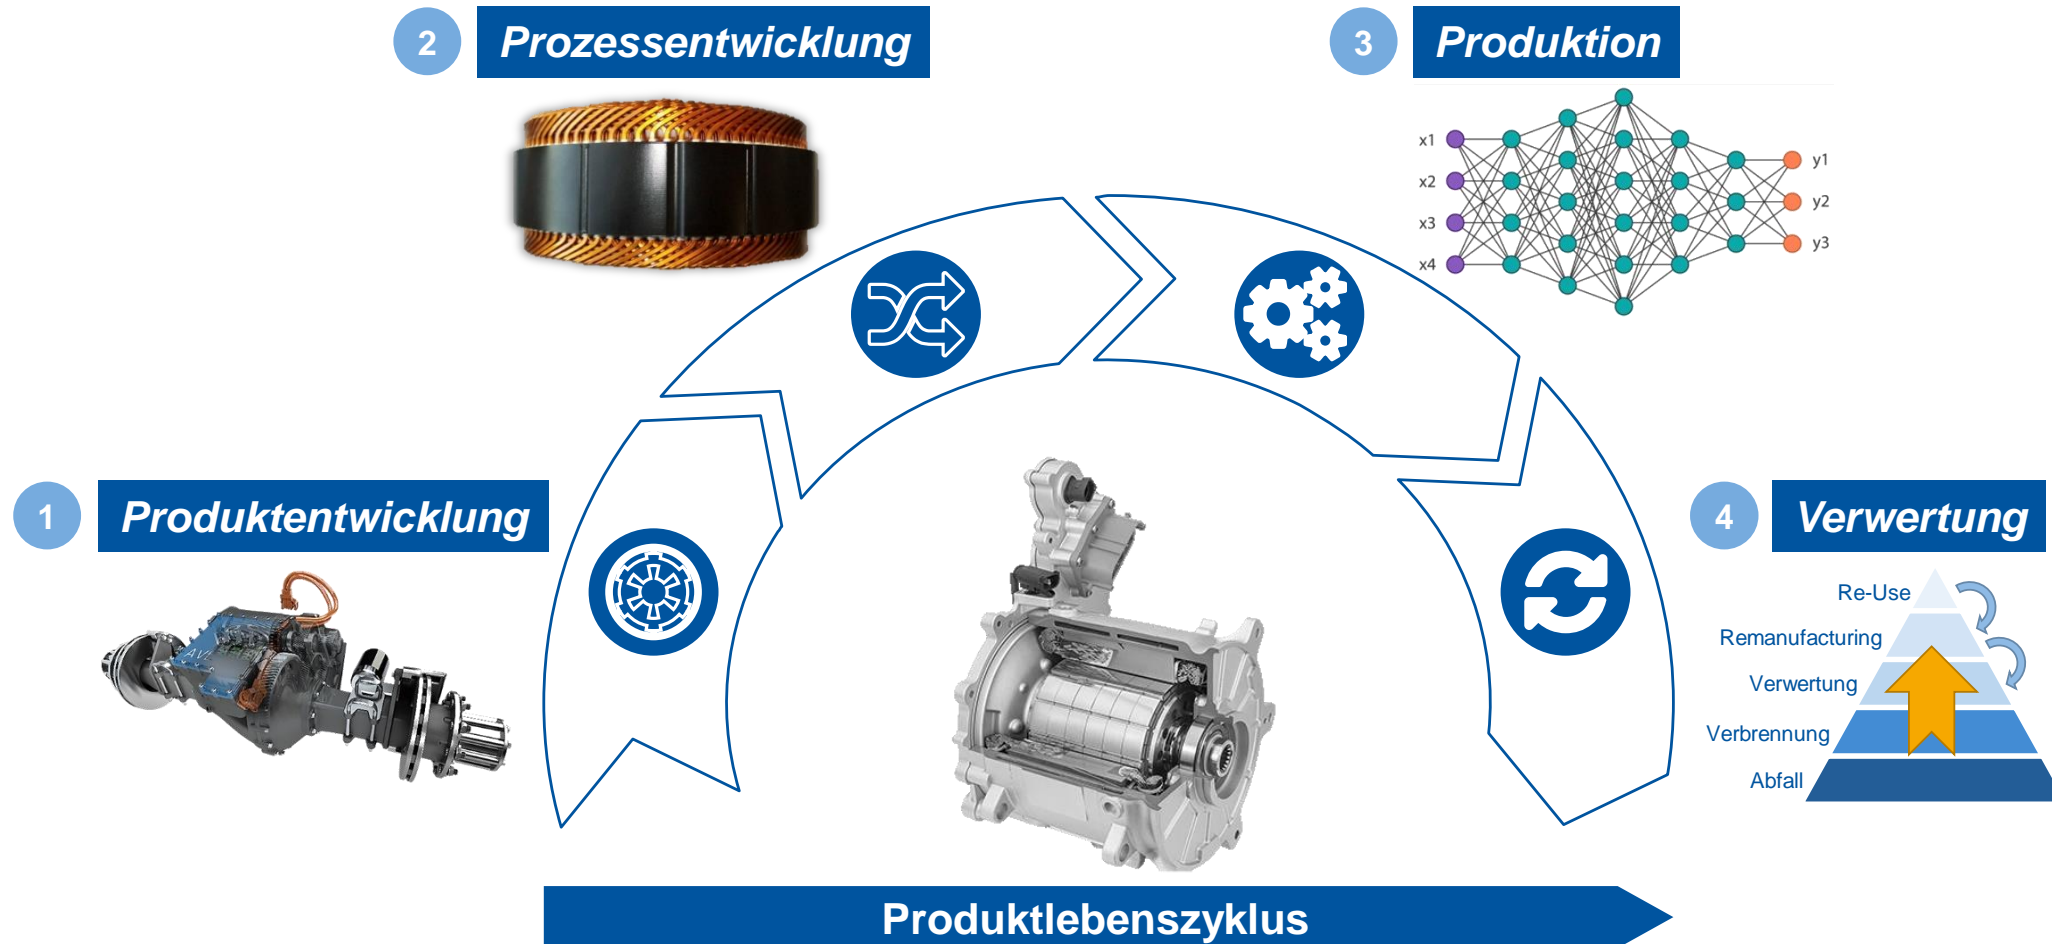 2
Prozessentwicklung
3
Produktion
x1
x2
x3
x4
y1
y2
y3
1
Produktentwicklung
AVL
4
Verwertung
Re-Use
Remanufacturing
Verwertung
Verbrennung
Abfall
Produktlebenszyklus